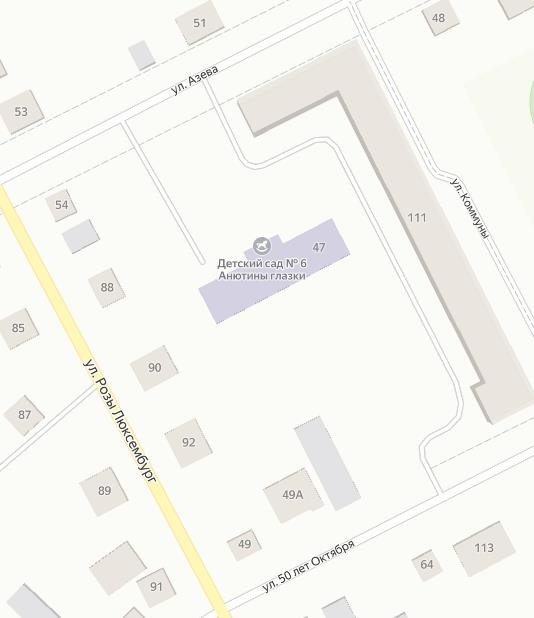 51
48
ул. Азева
53
ул. Коммуны
54
111
47
Детский сад № 6
Анютины глазки
88
85
90
ул. Розы Люксембург
87
92
89
49А
49
ул. 50 лет Октября
113
64
91